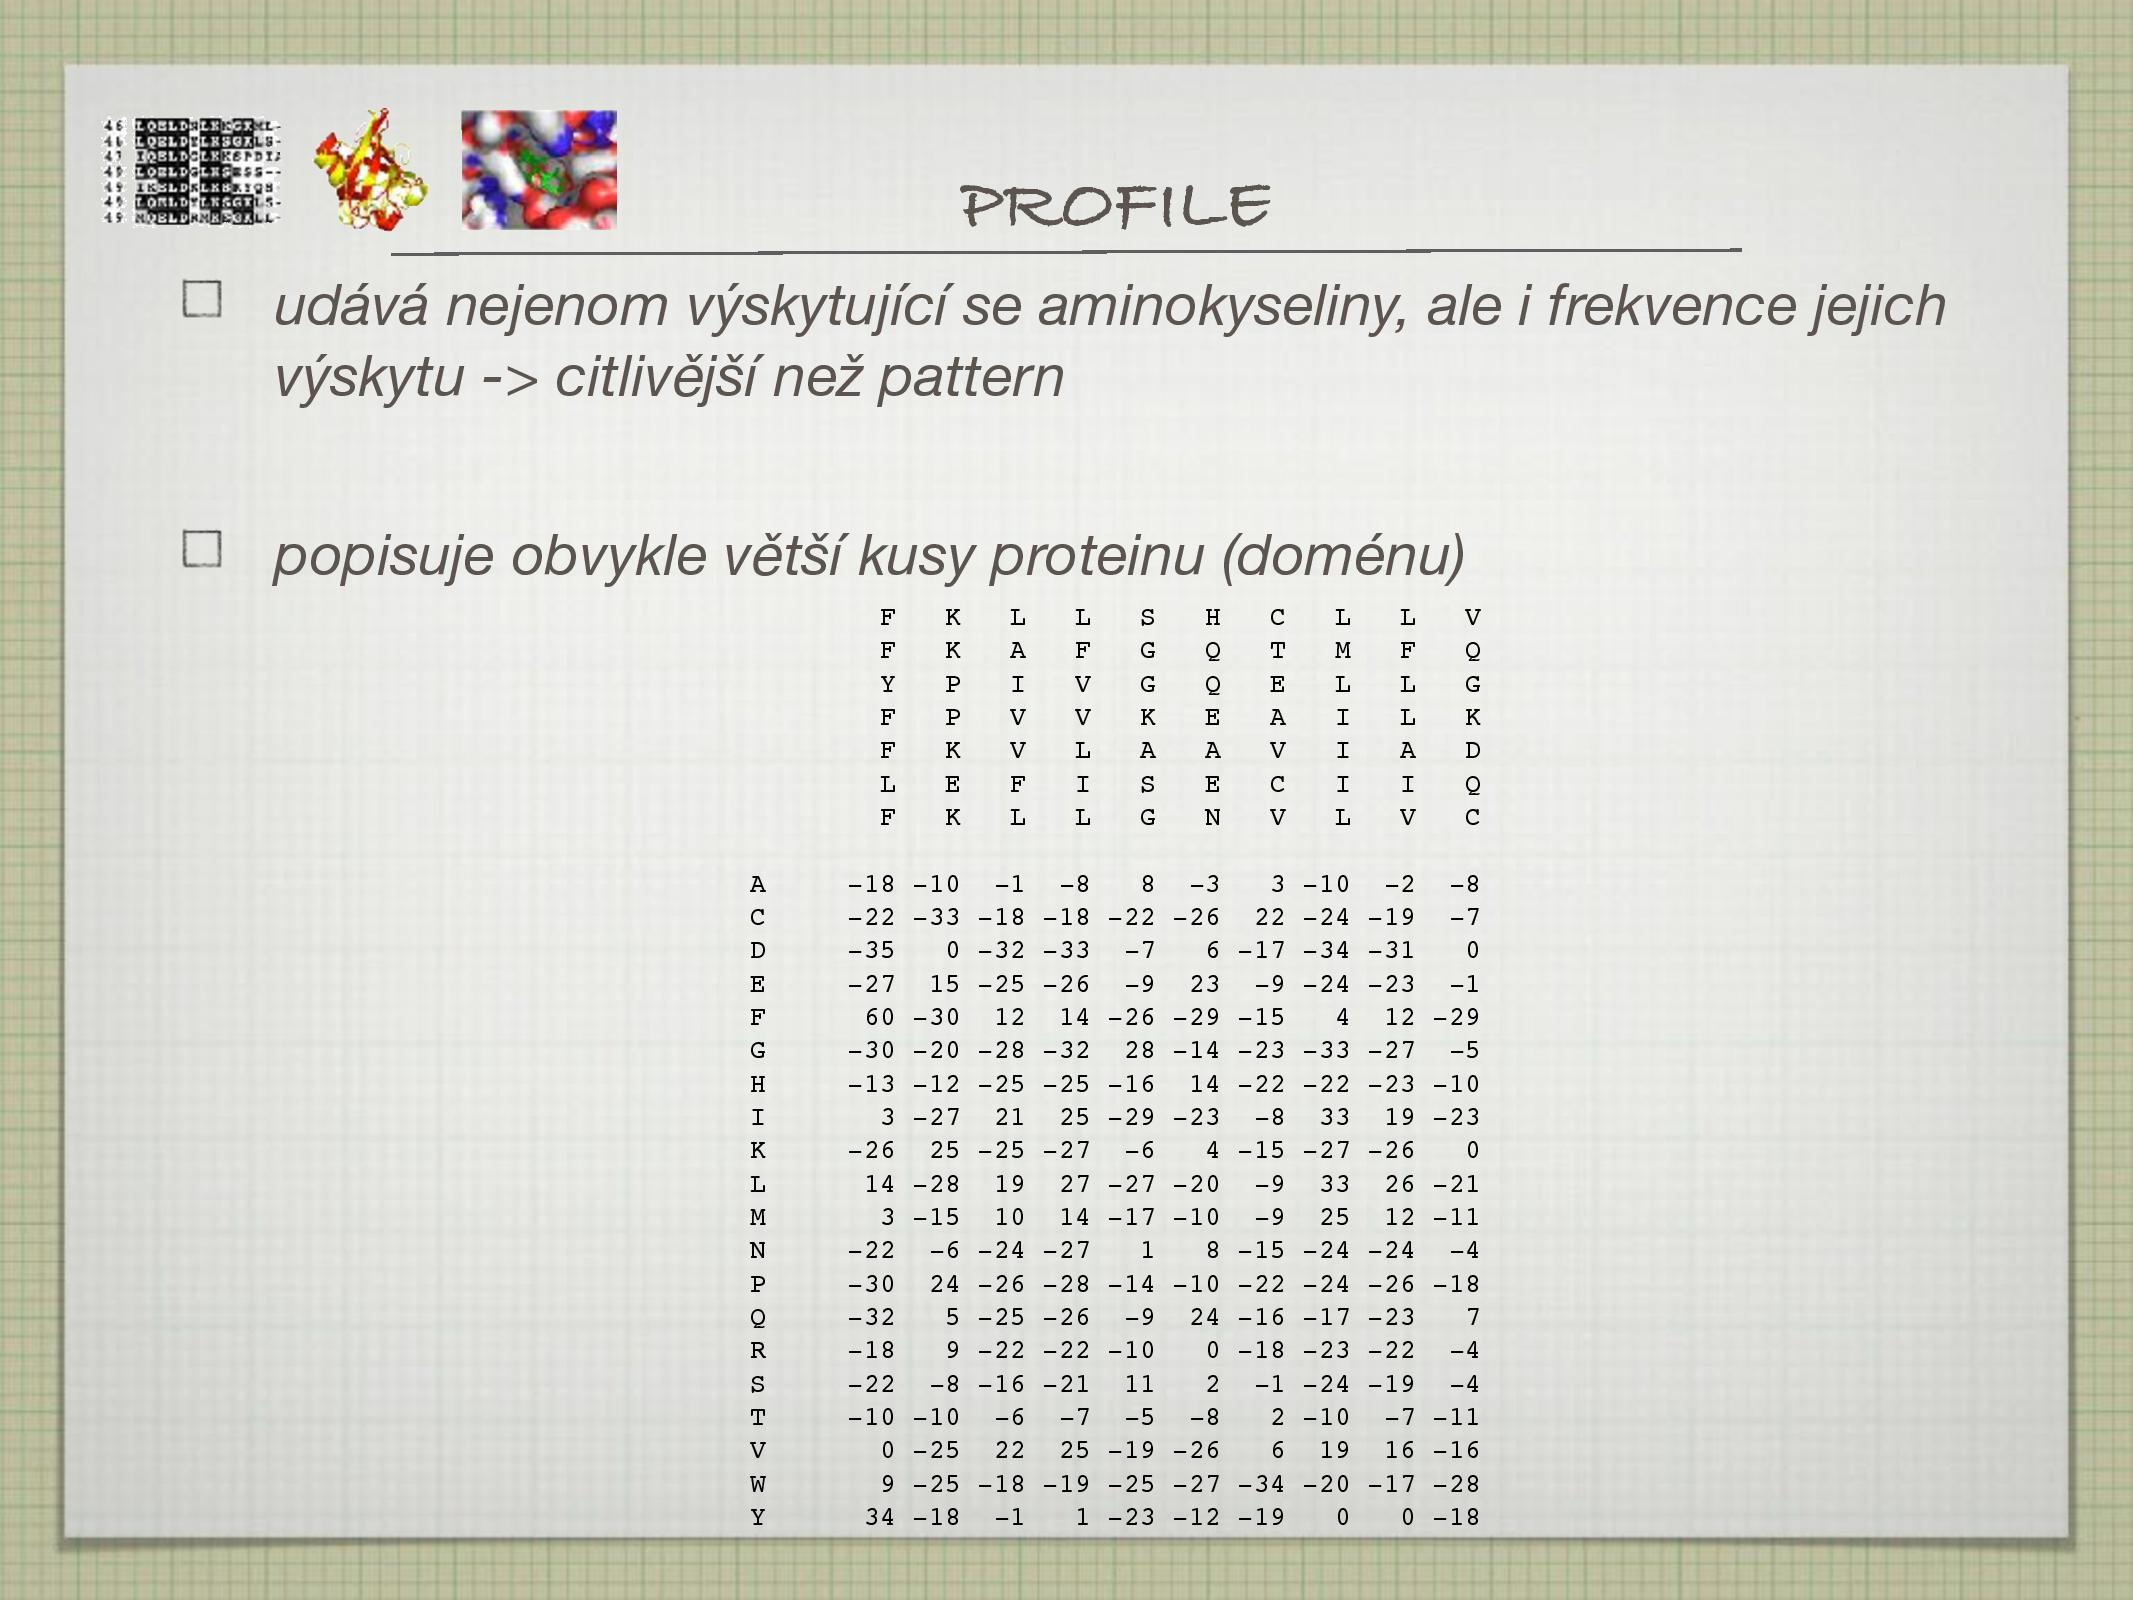 PROFILE
udává nejenom výskytující se aminokyseliny, ale i frekvence jejich
výskytu -> citlivější než pattern
popisuje obvykle větší kusy proteinu (doménu)
F K L L S H C L L V
F K A F G Q T M F Q
Y P I V G Q E L L G
F P V V K E A I L K
F K V L A A V I A D
L E F I S E C I I Q
F K L L G N V L V C
A -18 -10 -1 -8 8 -3 3 -10 -2 -8
C -22 -33 -18 -18 -22 -26 22 -24 -19 -7
D -35 0 -32 -33 -7 6 -17 -34 -31 0
E -27 15 -25 -26 -9 23 -9 -24 -23 -1
F 60 -30 12 14 -26 -29 -15 4 12 -29
G -30 -20 -28 -32 28 -14 -23 -33 -27 -5
H -13 -12 -25 -25 -16 14 -22 -22 -23 -10
I 3 -27 21 25 -29 -23 -8 33 19 -23
K -26 25 -25 -27 -6 4 -15 -27 -26 0
L 14 -28 19 27 -27 -20 -9 33 26 -21
M 3 -15 10 14 -17 -10 -9 25 12 -11
N -22 -6 -24 -27 1 8 -15 -24 -24 -4
P -30 24 -26 -28 -14 -10 -22 -24 -26 -18
Q -32 5 -25 -26 -9 24 -16 -17 -23 7
R -18 9 -22 -22 -10 0 -18 -23 -22 -4
S -22 -8 -16 -21 11 2 -1 -24 -19 -4
T -10 -10 -6 -7 -5 -8 2 -10 -7 -11
V 0 -25 22 25 -19 -26 6 19 16 -16
W 9 -25 -18 -19 -25 -27 -34 -20 -17 -28
Y 34 -18 -1 1 -23 -12 -19 0 0 -18